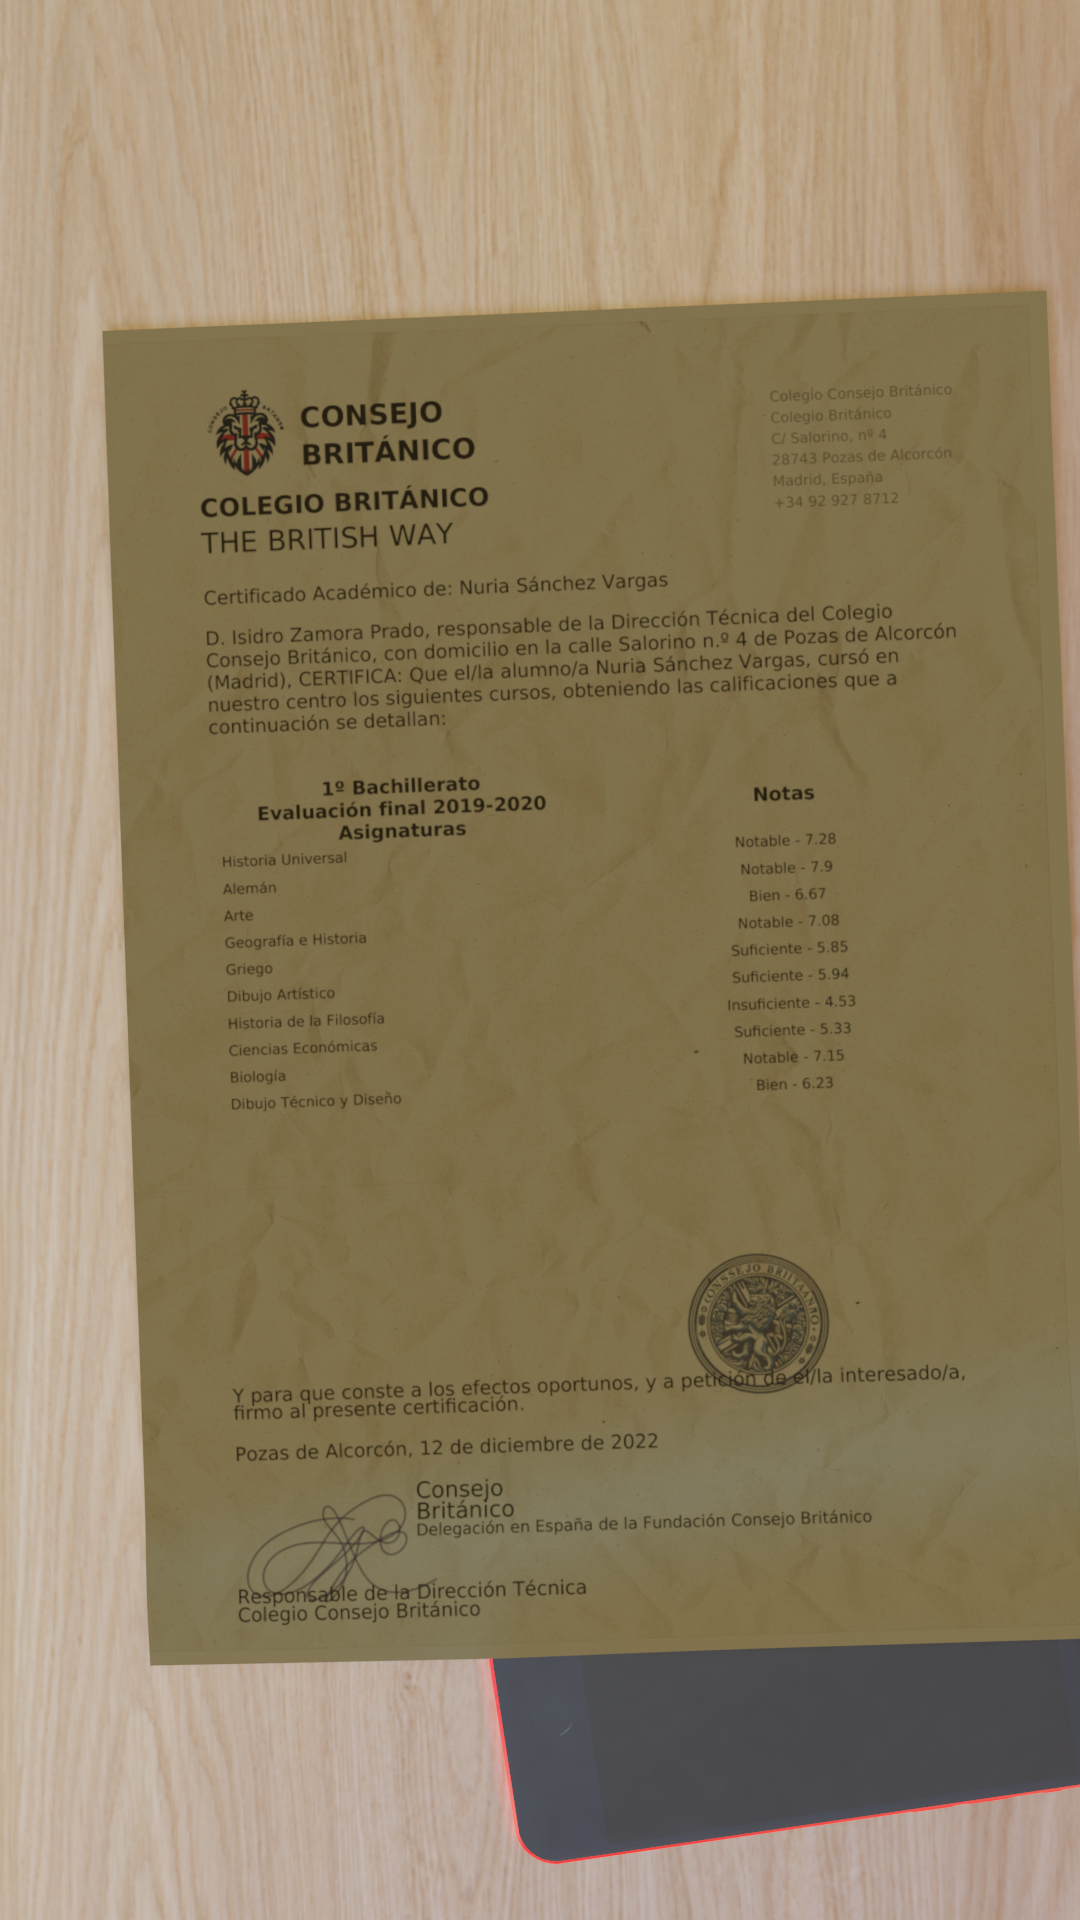 CONSEJO
BRITÁNICO
COLEGIO BRITÁNICO
THE BRITISH WAY
Colegio Consejo Británico
Colegio Británico
C/ Salorino, nº 4
28743 Pozas de Alcorcón
Madrid, España
+34 92 927 8712
Certificado Académico de: Nuria Sánchez Vargas
D. Isidro Zamora Prado, responsable de la Dirección Técnica del Colegio
Consejo Británico, con domicilio en la calle Salorino n.º 4 de Pozas de Alcorcón
(Madrid), CERTIFICA: Que el/la alumno/a Nuria Sánchez Vargas, cursó en
nuestro centro los siguientes cursos, obteniendo las calificaciones que a
continuación se detallan:
1º Bachillerato
Evaluación final 2019-2020
Asignaturas
Notas
Historia Universal Notable - 7.28
Alemán Notable - 7.9
Arte Bien - 6.67
Geografía e Historia Notable - 7.08
Griego Suficiente - 5.85
Dibujo Artístico Suficiente - 5.94
Historia de la Filosofía Insuficiente - 4.53
Ciencias Económicas Suficiente - 5.33
Biología Notable - 7.15
Dibujo Técnico y Diseño Bien - 6.23
Y para que conste a los efectos oportunos, y a petición de el/la interesado/a,
firmo al presente certificación.
Pozas de Alcorcón, 12 de diciembre de 2022
Consejo
Británico
Delegación en España de la Fundación Consejo Británico
Responsable de la Dirección Técnica
Colegio Consejo Británico